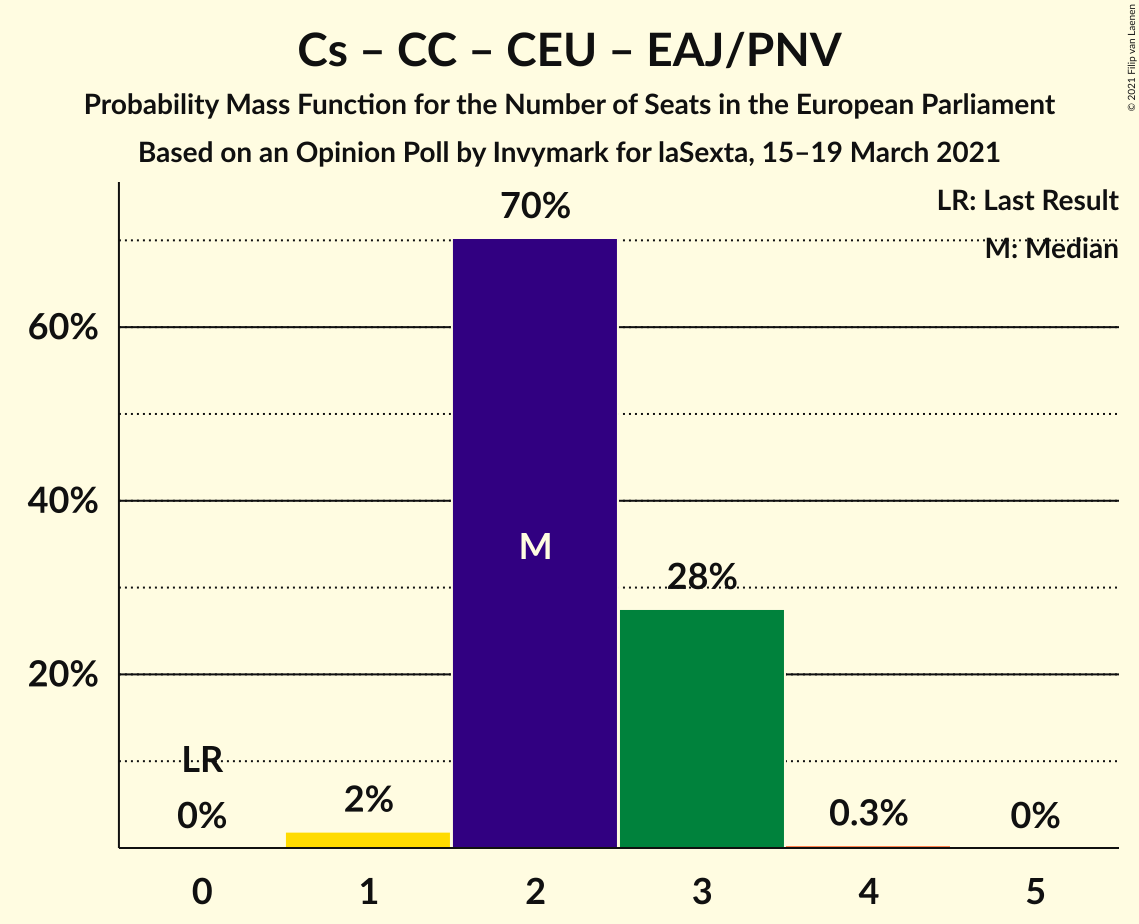 Cs – CC – CEU – EAJ/PNV
Probability Mass Function for the Number of Seats in the European Parliament
Based on an Opinion Poll by Invymark for laSexta, 15–19 March 2021
© 2021 Filip van Laenen
LR: Last Result
M: Median
70%
60%
40%
20%
M
28%
LR
0%
2%
0.3%
0%
0 1 2 3 4 5